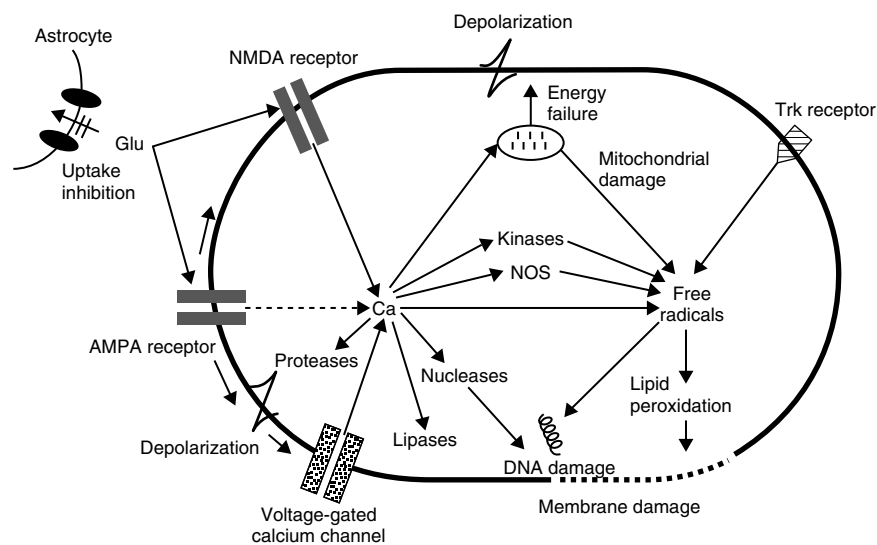 Depolarization
Astrocyte
NMDA receptor
Energy
failure
Trk receptor
Glu
Uptake
inhibition
Mitochondrial
damage
Kinases
NOS
Ca
Free
radicals
AMPA receptor
Proteases
Nucleases
Lipid
peroxidation
Depolarization
Lipases
DNA damage
Membrane damage
Voltage-gated
calcium channel